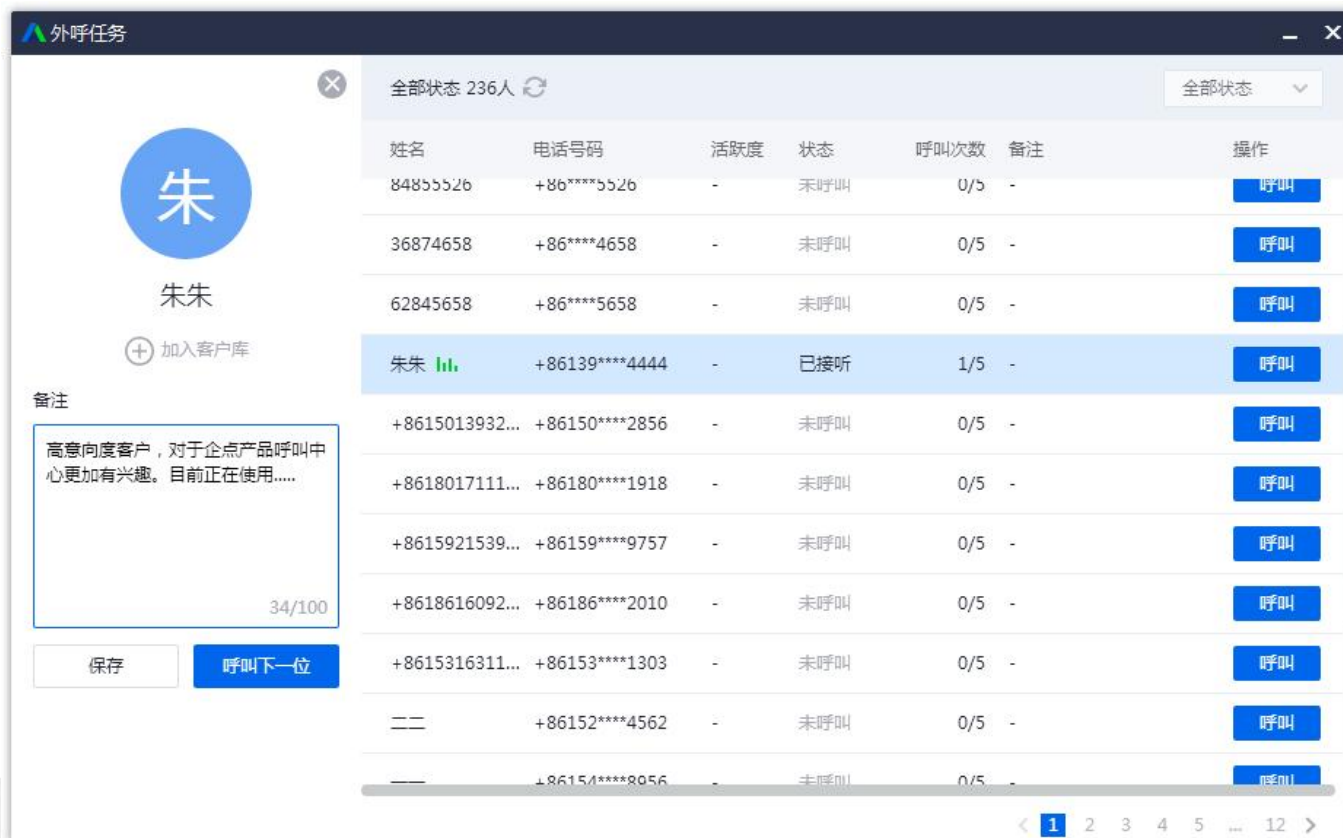 外呼任务
全部状态 236人
全部状态
朱
朱朱
加入客户库
备注
高意向度客户，对于企点产品呼叫中
心更加有兴趣。目前正在使用.....
34/100
保存 呼叫下一位
姓名 电话号码 活跃度 状态 呼叫次数 备注 操作
84855526 +86****5526 - 未呼叫 0/5 - 呼叫
36874658 +86****4658 - 未呼叫 0/5 - 呼叫
62845658 +86****5658 - 未呼叫 0/5 - 呼叫
朱朱 +86139****4444 - 已接听 1/5 - 呼叫
+8615013932... +86150****2856 - 未呼叫 0/5 - 呼叫
+8618017111... +86180****1918 - 未呼叫 0/5 - 呼叫
+8615921539... +86159****9757 - 未呼叫 0/5 - 呼叫
+8618616092... +86186****2010 - 未呼叫 0/5 - 呼叫
+8615316311... +86153****1303 - 未呼叫 0/5 - 呼叫
二二 +86152****4562 - 未呼叫 0/5 - 呼叫
一一 +86154****8956 - 未呼叫 0/5 - 呼叫
< 1 2 3 4 5 ... 12 >